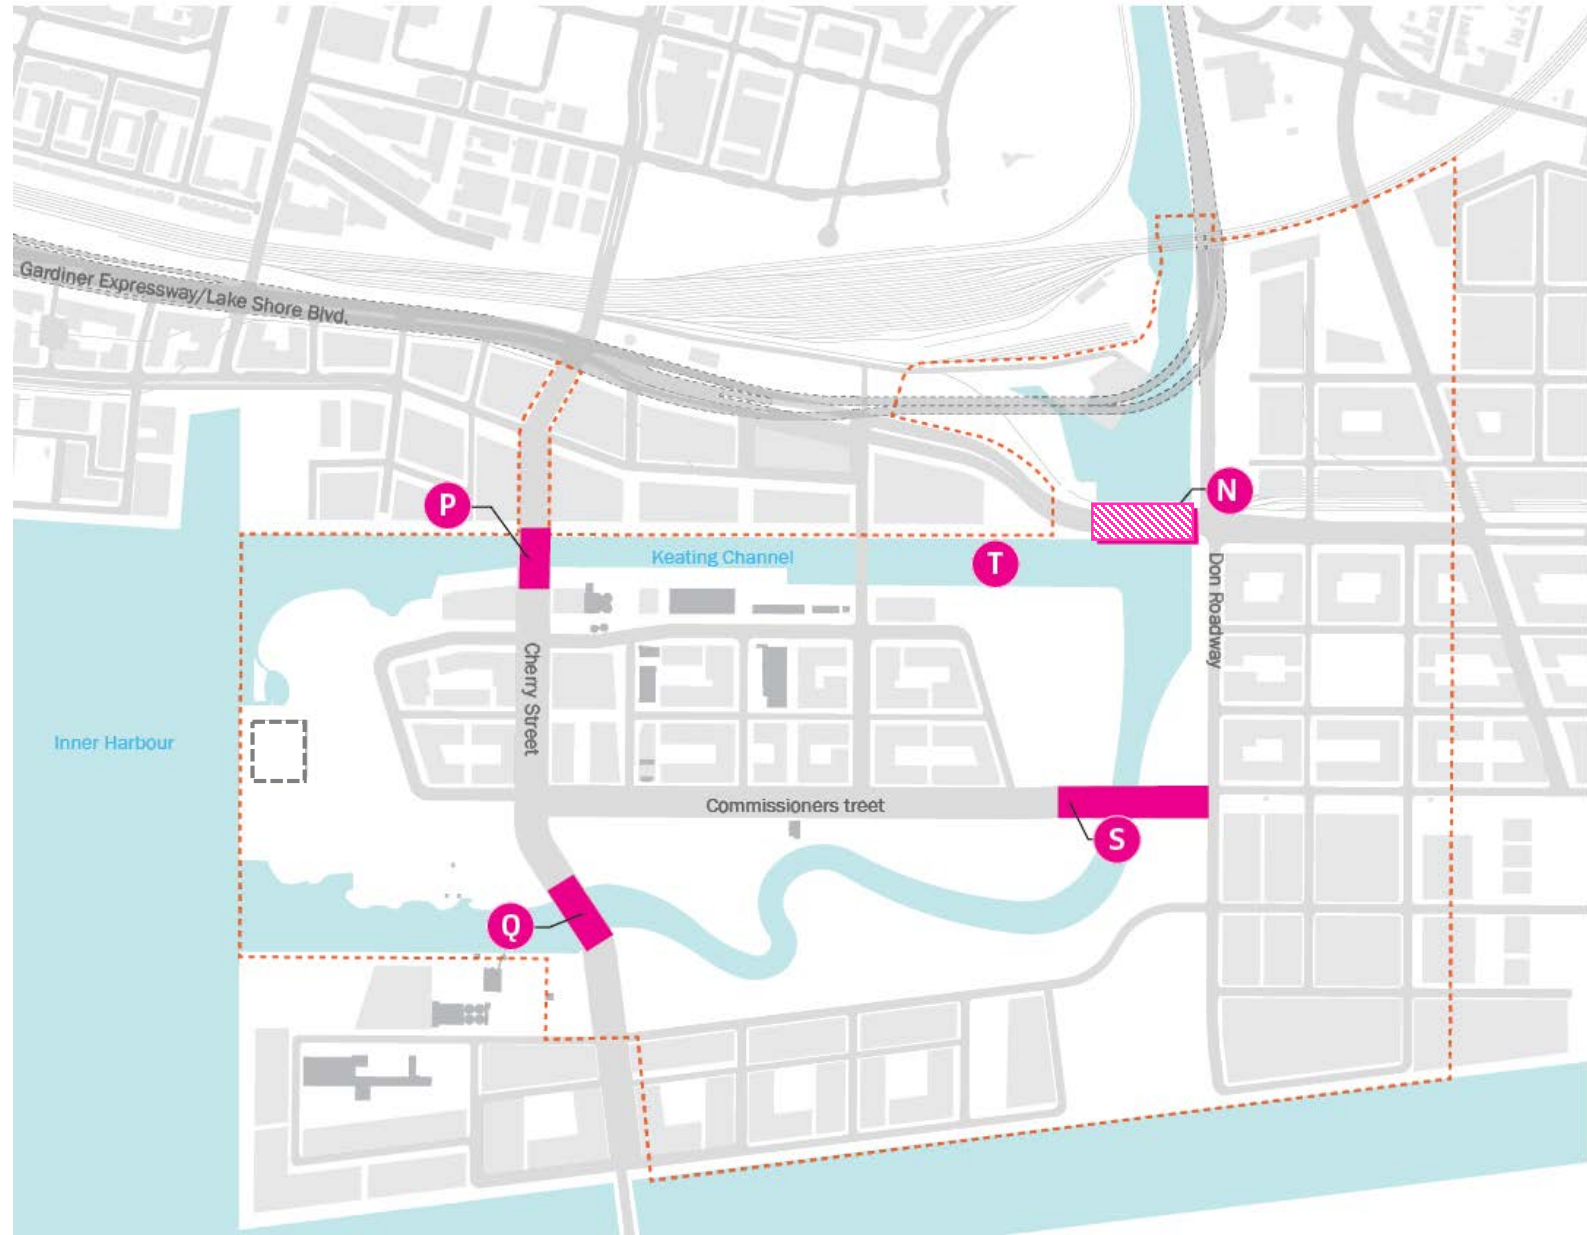 Gardiner Expressway/Lake Shore Blvd.
P
N
Keating Channel
T
Don Roadway
Cherry Street
Inner Harbour
Commissioners treet
S
Q